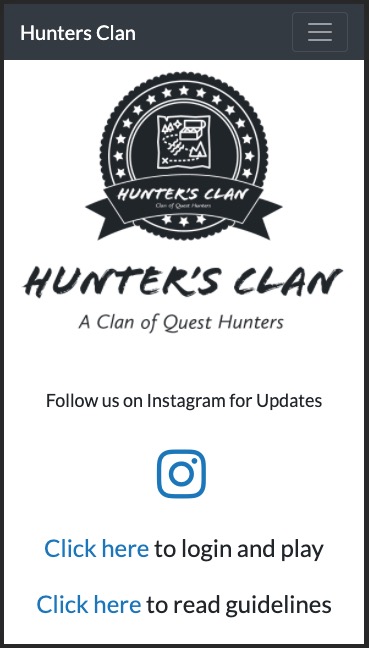 Hunters Clan
HUNTER'S CLAN
Clan of Quest Hunters
HUNTER'S CLAN
A Clan of Quest Hunters
Follow us on Instagram for Updates
Click here to login and play
Click here to read guidelines